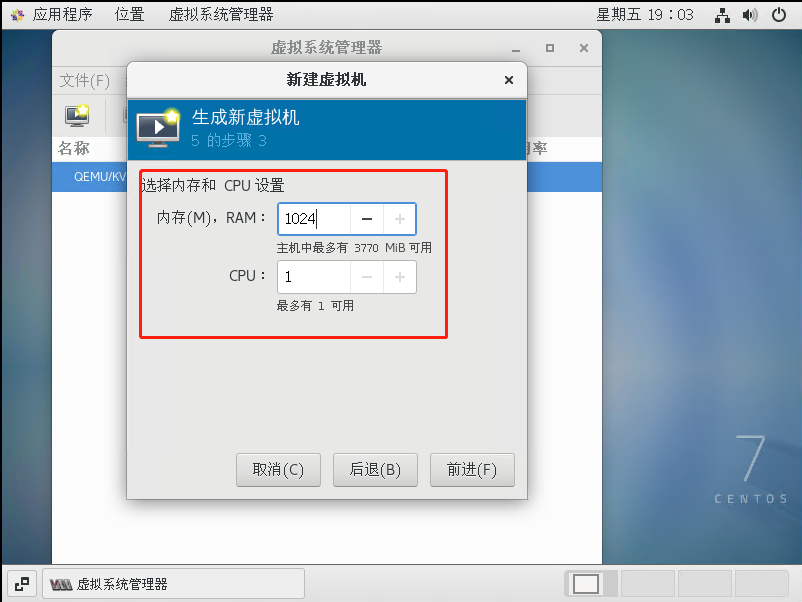 应用程序 位置 虚拟系统管理器 星期五 19：03
虚拟系统管理器
文件(F)
新建虚拟机
生成新虚拟机
5 的步骤 3
名称
率
QEMU/KV
选择内存和 CPU 设置
内存(M)，RAM： 1024
主机中最多有 3770 MiB 可用
CPU： 1
最多有 1 可用
取消(C) 后退(B) 前进(F)
7
CENTOS
虚拟系统管理器